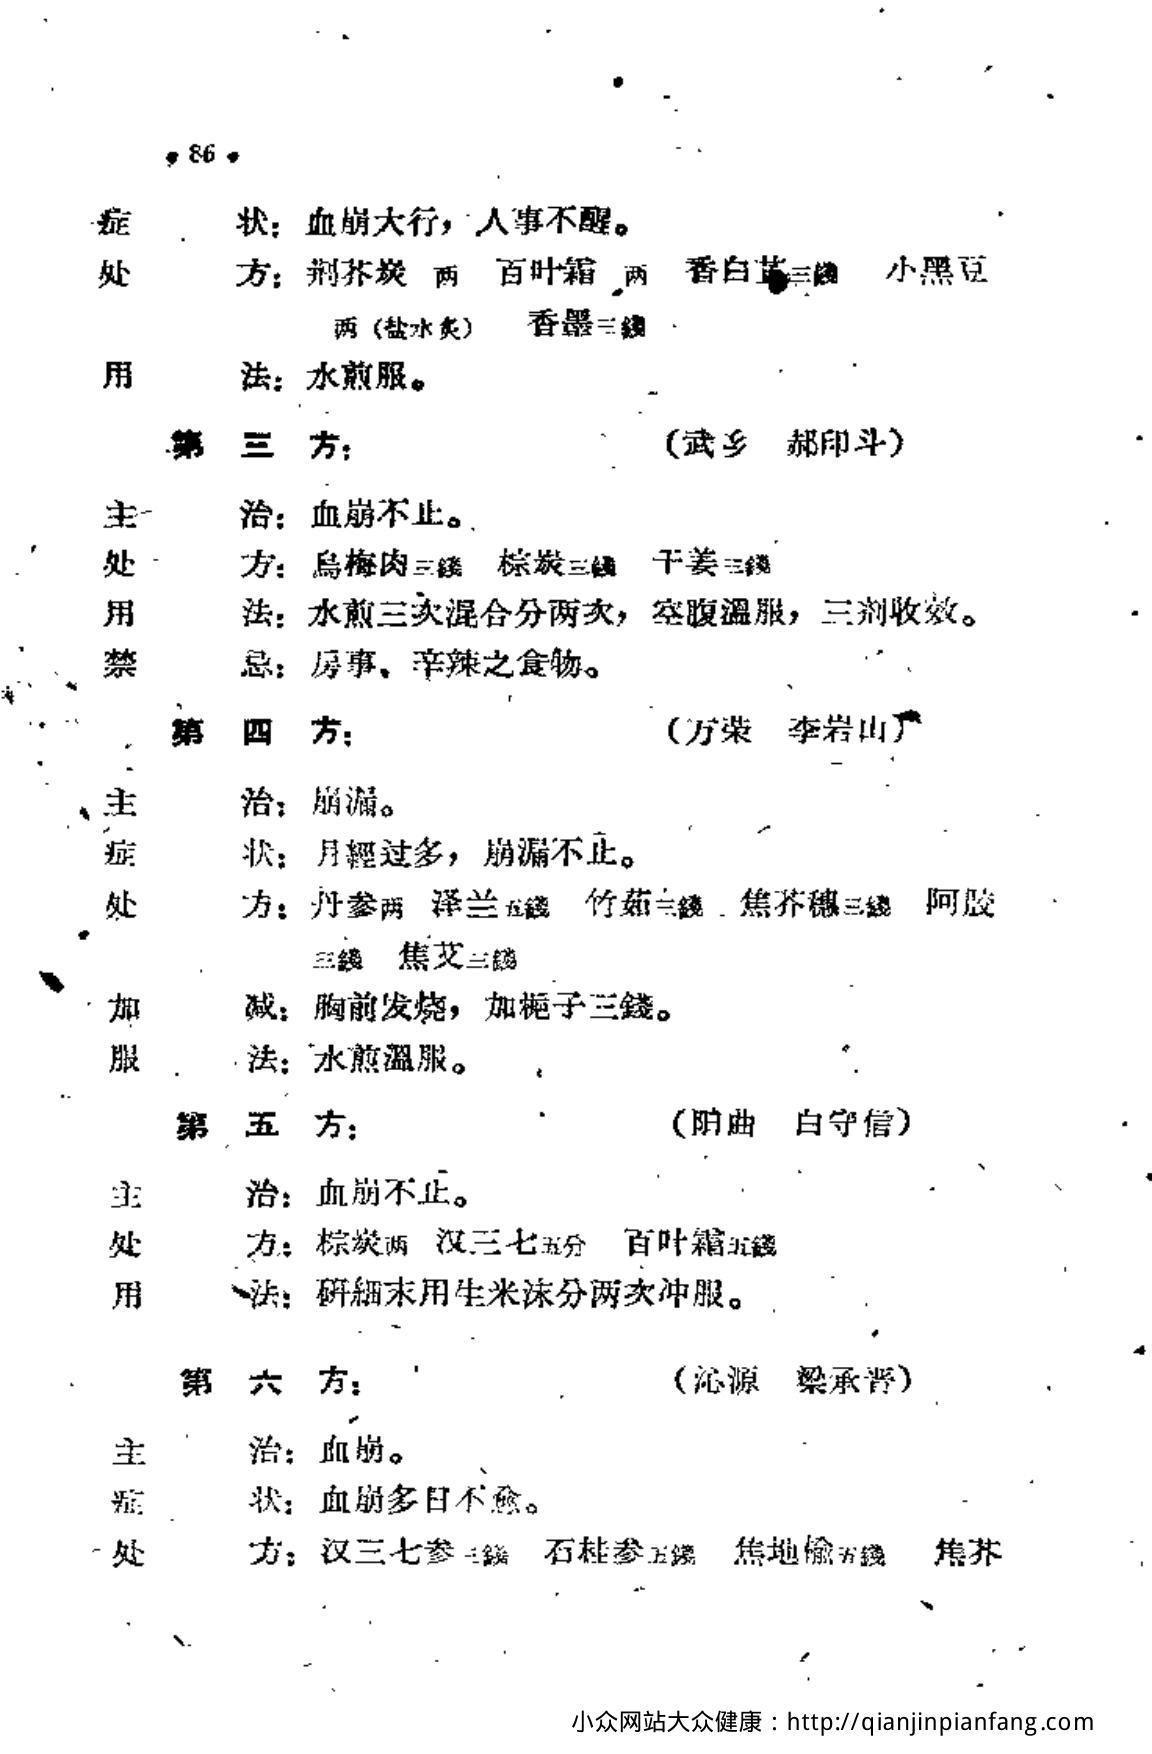 • 86 •
症 状：血崩大行，人事不醒。
处 方：荆芥炭 两 百叶霜 两 香白芷三錢 小黑豆
两（盐水炙） 香墨三錢
用 法：水煎服。
第 三 方： （武乡 郝印斗）
主 治：血崩不止。
处 方：烏梅肉三錢 棕炭三錢 干姜三錢
用 法：水煎三次混合分两次，空腹溫服，三剂收效。
禁 忌：房事、辛辣之食物。
第 四 方： （万荣 李岩山）
主 治：崩漏。
症 状：月經过多，崩漏不止。
处 方：丹参两 泽兰五錢 竹茹三錢 焦芥穗三錢 阿胶
三錢 焦艾三錢
加 减：胸前发烧，加梔子三錢。
服 法：水煎溫服。
第 五 方： （阳曲 白守信）
主 治：血崩不止。
处 方：棕炭两 汉三七五分 百叶霜五錢
用 法：硏細末用生米沫分两次冲服。
第 六 方： （沁源 梁承晋）
主 治：血崩。
症 状：血崩多日不愈。
处 方：汉三七参三錢 石柱参五錢 焦地榆五錢 焦芥
小众网站大众健康：http://qianjinpianfang.com